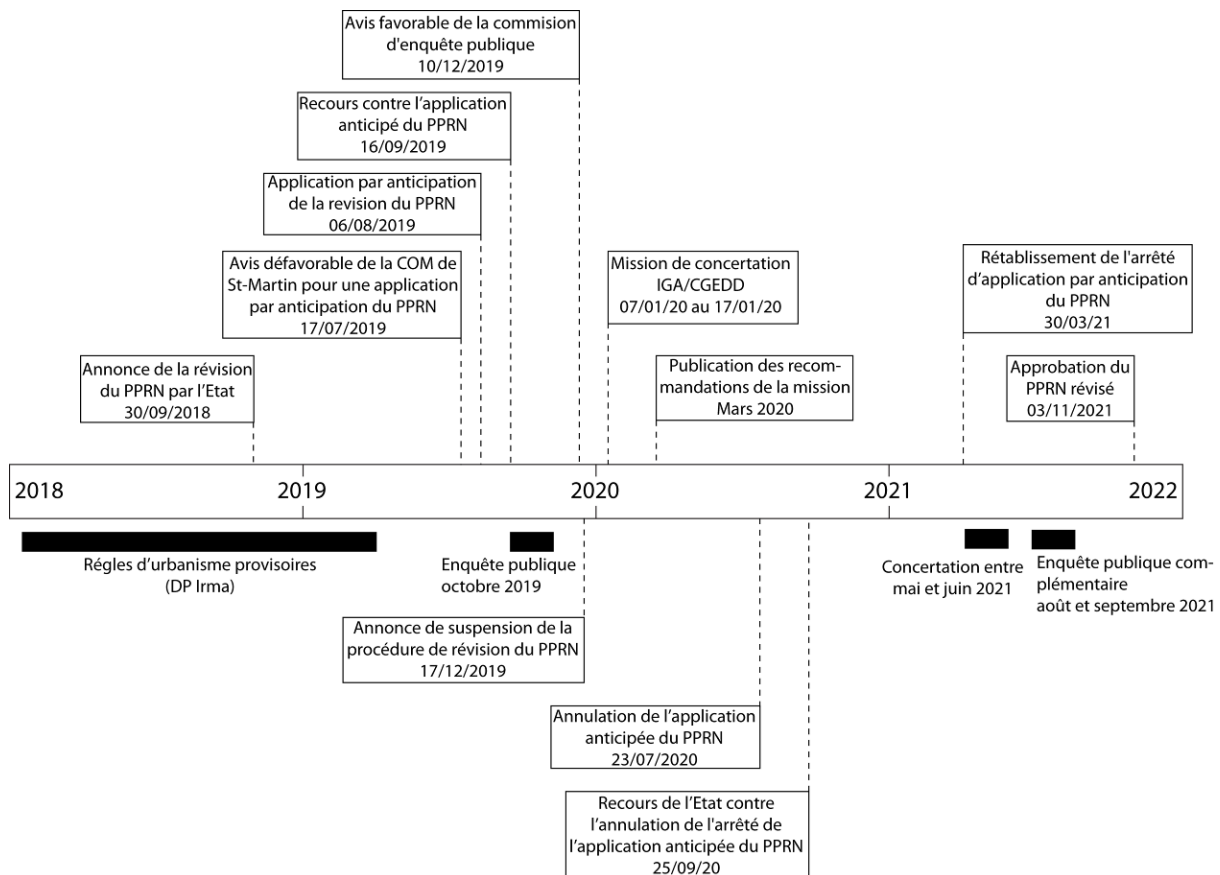 Avis favorable de la commision
d'enquête publique
10/12/2019
Recours contre l’application
anticipé du PPRN
16/09/2019
Application par anticipation
de la revision du PPRN
06/08/2019
Avis défavorable de la COM de
St-Martin pour une application
par anticipation du PPRN
17/07/2019
Annonce de la révision
du PPRN par l’Etat
30/09/2018
Mission de concertation
IGA/CGEDD
07/01/20 au 17/01/20
Publication des recom-
mandations de la mission
Mars 2020
Rétablissement de l'arrêté
d’application par anticipation
du PPRN
30/03/21
Approbation du
PPRN révisé
03/11/2021
2018
2019
2020
2021
2022
Régles d’urbanisme provisoires
(DP Irma)
Enquête publique
octobre 2019
Concertation entre
mai et juin 2021
Enquête publique com-
plémentaire
août et septembre 2021
Annonce de suspension de la
procédure de révision du PPRN
17/12/2019
Annulation de l’application
anticipée du PPRN
23/07/2020
Recours de l’Etat contre
l’annulation de l'arrêté de
l’application anticipée du PPRN
25/09/20